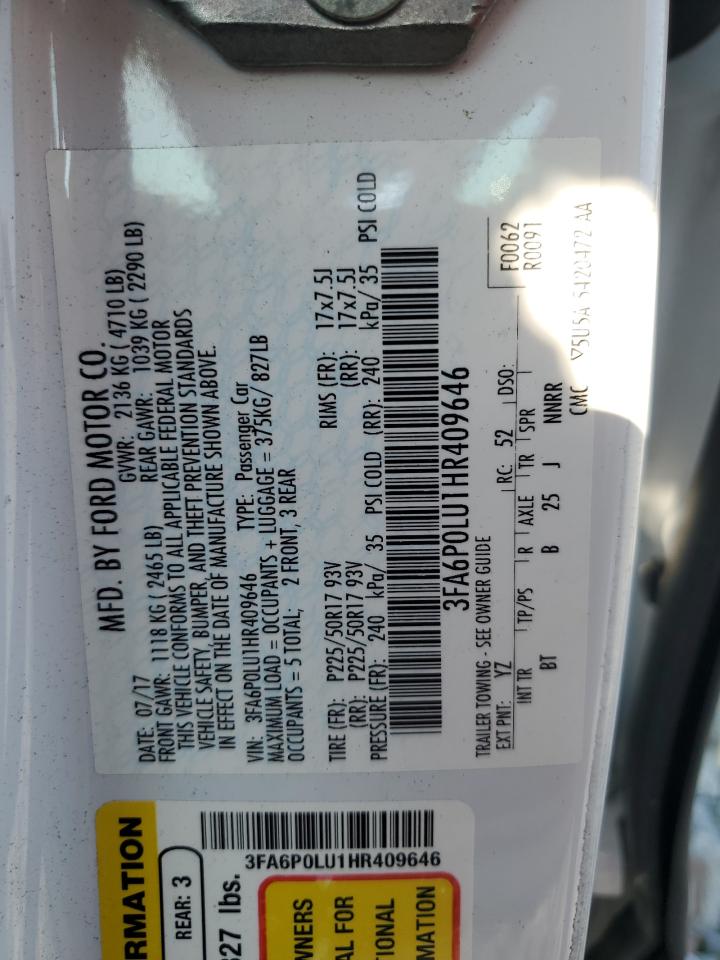 MFD. BY FORD MOTOR CO.
DATE: 07/17 GVWR: 2136 KG ( 4710 LB)
FRONT GAWR: 1118 KG ( 2465 LB) REAR GAWR: 1039 KG ( 2290 LB)
THIS VEHICLE CONFORMS TO ALL APPLICABLE FEDERAL MOTOR
VEHICLE SAFETY, BUMPER, AND THEFT PREVENTION STANDARDS
IN EFFECT ON THE DATE OF MANUFACTURE SHOWN ABOVE.
VIN: 3FA6P0LU1HR409646 TYPE: Passenger Car
MAXIMUM LOAD = OCCUPANTS + LUGGAGE = 375KG/ 827LB
OCCUPANTS = 5 TOTAL; 2 FRONT, 3 REAR
TIRE (FR): P225/50R17 93V RIMS (FR): 17x7.5J
(RR): P225/50R17 93V (RR): 17x7.5J
PRESSURE (FR): 240 kPa/ 35 PSI COLD (RR): 240 kPa/ 35 PSI COLD
3FA6P0LU1HR409646
TRAILER TOWING - SEE OWNER GUIDE
F0062
R0091
EXT PNT: YZ RC: 52 DSO:
INT TR TP/PS R AXLE TR SPR
BT B 25 J NNRR
CMC
3FA6P0LU1HR409646
RMATION
REAR: 3
327 lbs.
WNERS
AL FOR
TIONAL
MATION